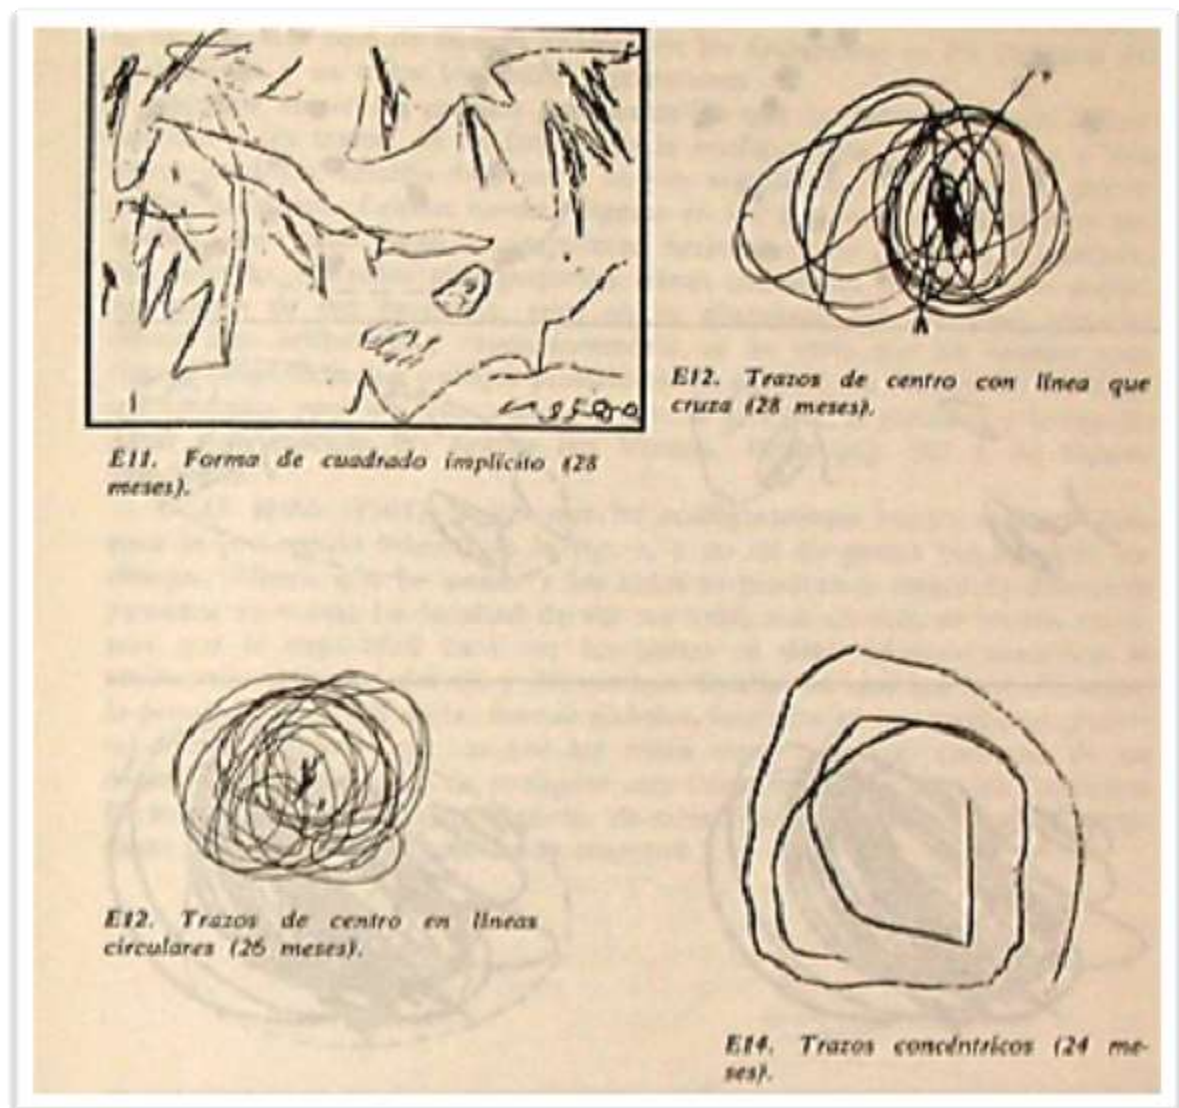 E11. Forma de cuadrado implícito (28
meses).
E12. Trazos de centro con línea que
cruza (28 meses).
E12. Trazos de centro en líneas
circulares (26 meses).
E14. Trazos concéntricos (24 me-
ses).